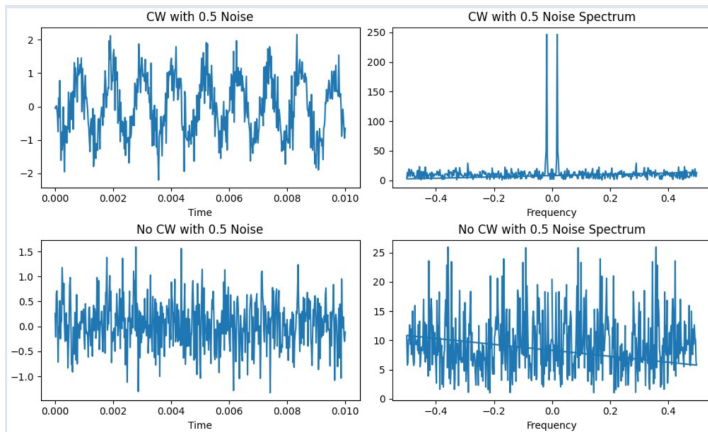 CW with 0.5 Noise
2
1
0
-1
-2
0.000 0.002 0.004 0.006 0.008 0.010
Time
CW with 0.5 Noise Spectrum
250
200
150
100
50
0
-0.4 -0.2 0.0 0.2 0.4
Frequency
No CW with 0.5 Noise
1.5
1.0
0.5
0.0
-0.5
-1.0
0.000 0.002 0.004 0.006 0.008 0.010
Time
No CW with 0.5 Noise Spectrum
25
20
15
10
5
0
-0.4 -0.2 0.0 0.2 0.4
Frequency